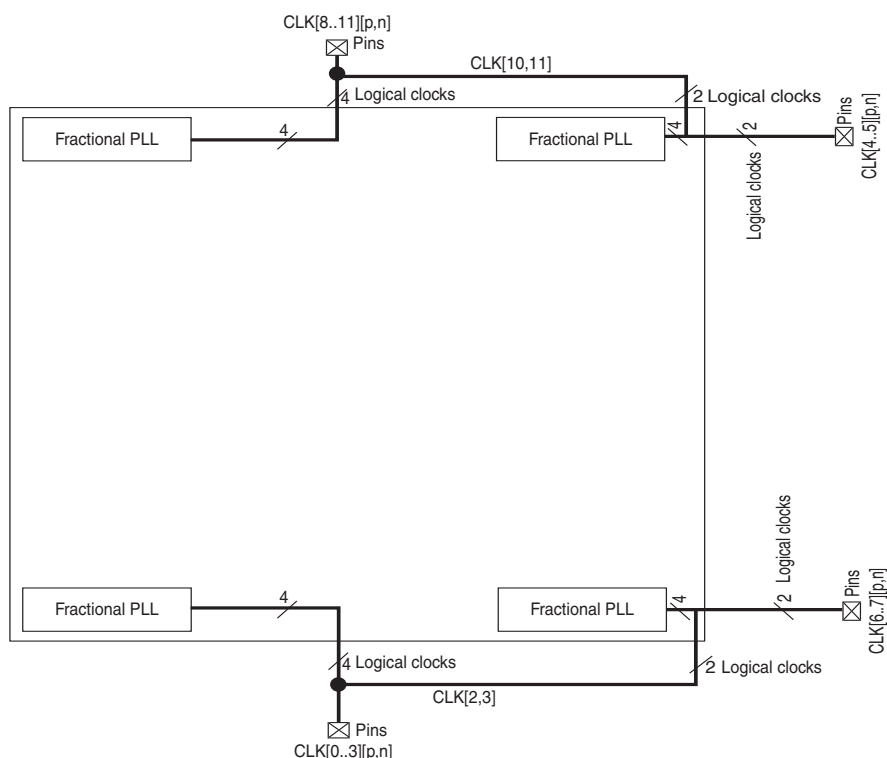 CLK[8..11][p,n]
Pins
CLK[10,11]
4 Logical clocks
2 Logical clocks
Fractional PLL
4
Fractional PLL
4
2
Logical clocks
Pins
CLK[4..5][p,n]
Fractional PLL
4
Fractional PLL
4
2
Logical clocks
Pins
CLK[6..7][p,n]
4 Logical clocks
2 Logical clocks
CLK[2,3]
Pins
CLK[0..3][p,n]